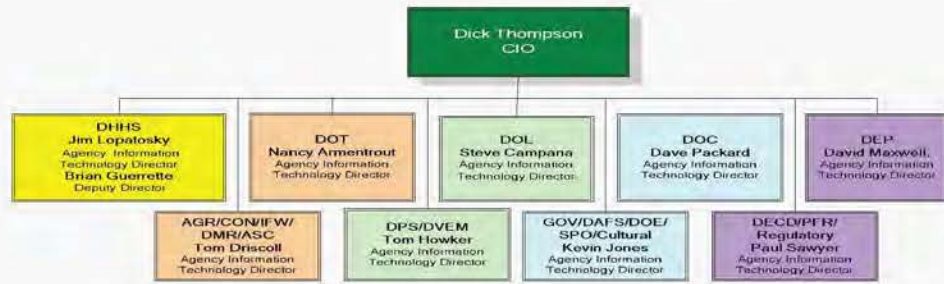 Dick Thompson
CIO
DHHS
Jim Lopatosky
Agency Information
Technology Director
Brian Guerrette
Deputy Director
DOT
Nancy Armentrout
Agency Information
Technology Director
DOL
Steve Campana
Agency Information
Technology Director
DOC
Dave Packard
Agency Information
Technology Director
DEP
David Maxwell,
Agency Information
Technology Director
AGR/CON/IFW/
DMR/ASC
Tom Driscoll
Agency Information
Technology Director
DPS/DVEM
Tom Howker
Agency Information
Technology Director
GOV/DAFS/DOE/
SPO/Cultural
Kevin Jones
Agency Information
Technology Director
DECD/PFR/
Regulatory
Paul Sawyer
Agency Information
Technology Director